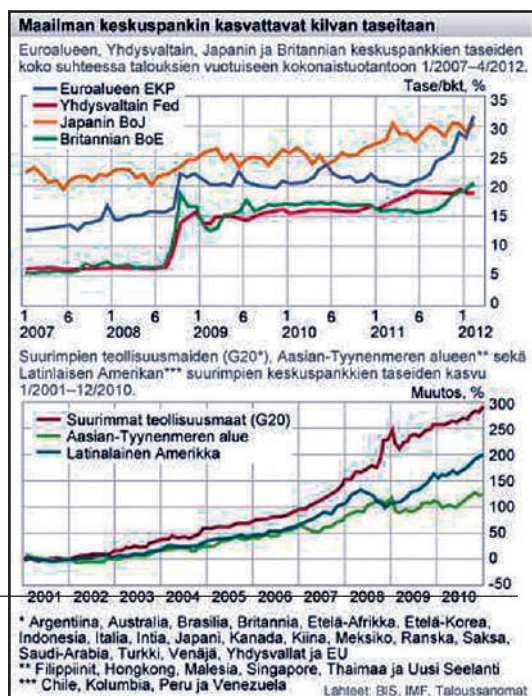 Maailman keskuspankin kasvattavat kilvan taseitaan
Euroalueen, Yhdysvaltain, Japanin ja Britannian keskuspankkien taseiden
koko suhteessa talouksien vuotuiseen kokonaistuotantoon 1/2007–4/2012.
Tase/bkt, %
Euroalueen EKP
Yhdysvaltain Fed
Japanin BoJ
Britannian BoE
35
30
25
20
15
10
5
0
1 6 1 6 1 1 1 6 1
2007 2008 2009 2010 2011 2012
Suurimpien teollisuusmaiden (G20*), Aasian-Tyynenmeren alueen** sekä
Latinlaisen Amerikan*** suurimpien keskuspankkien taseiden kasvu
1/2001–12/2010.
Muutos, %
Suurimmat teollisuusmaat (G20)
Aasian-Tyynenmeren alue
Latinalainen Amerikka
300
250
200
150
100
50
0
-50
2001 2002 2003 2004 2005 2006 2007 2008 2009 2010
* Argentiina, Australia, Brasilia, Britannia, Etelä-Afrikka, Etelä-Korea,
Indonesia, Italia, Intia, Japani, Kanada, Kiina, Meksiko, Ranska, Saksa,
Saudi-Arabia, Turkki, Venäjä, Yhdysvallat ja EU
** Filippiinit, Hongkong, Malesia, Singapore, Thaimaa ja Uusi Seelanti
*** Chile, Kolumbia, Peru ja Venezuela
Lähteet: BIS, IMF, Taloussanomat